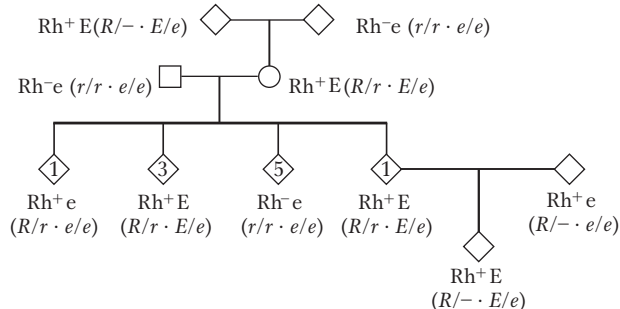 Rh⁺ E(R/– · E/e)
Rh⁻e (r/r · e/e)
Rh⁻e (r/r · e/e)
Rh⁺ E(R/r · E/e)
1
3
5
1
Rh⁺ e
(R/r · e/e)
Rh⁺ E
(R/r · E/e)
Rh⁻ e
(r/r · e/e)
Rh⁺ E
(R/r · E/e)
Rh⁺ e
(R/– · e/e)
Rh⁺ E
(R/– · E/e)